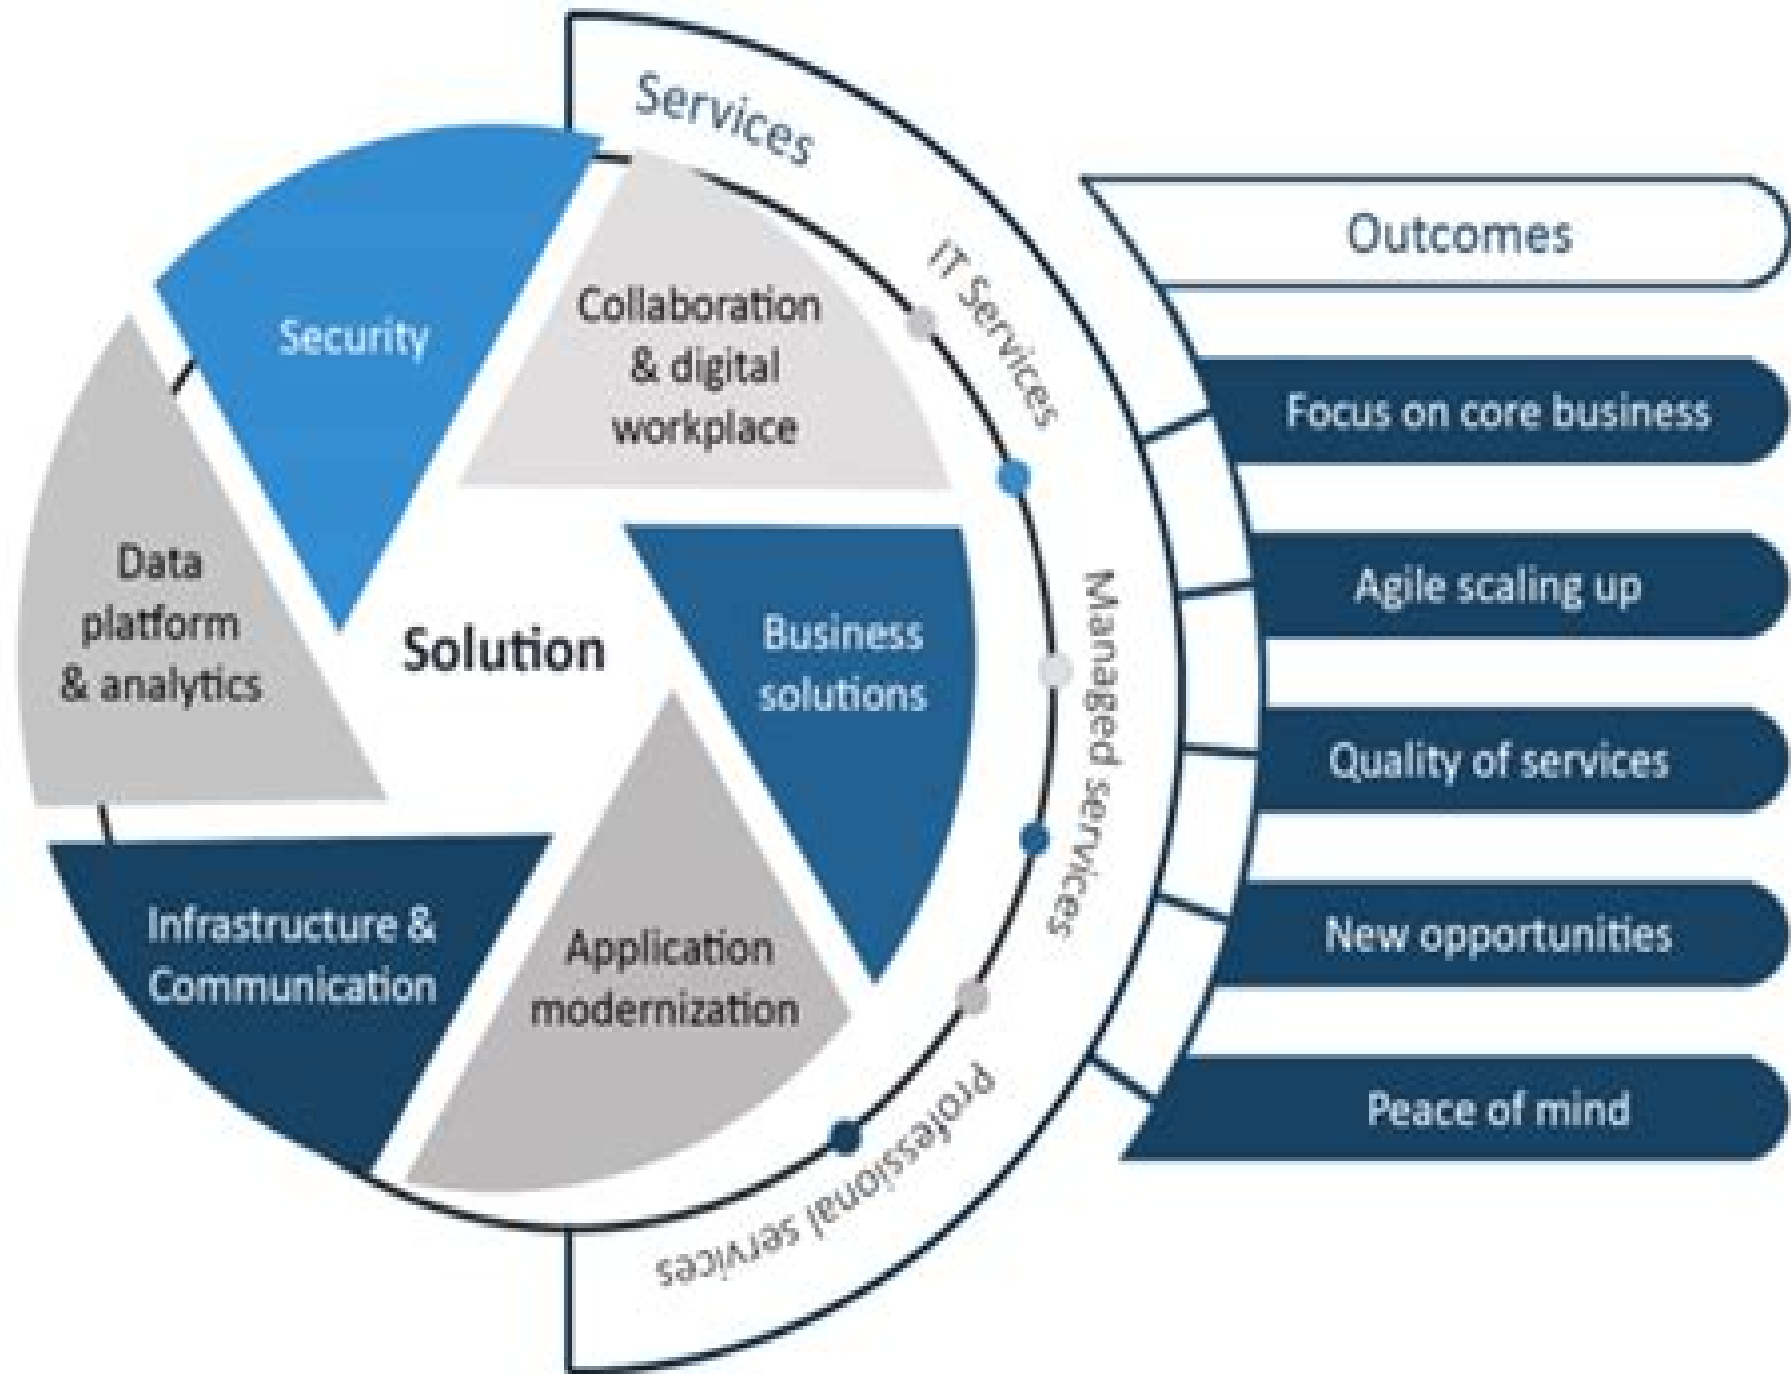 Services
IT Services
Managed services
Professional services
Security
Collaboration
& digital
workplace
Data
platform
& analytics
Solution
Business
solutions
Infrastructure &
Communication
Application
modernization
Outcomes
Focus on core business
Agile scaling up
Quality of services
New opportunities
Peace of mind